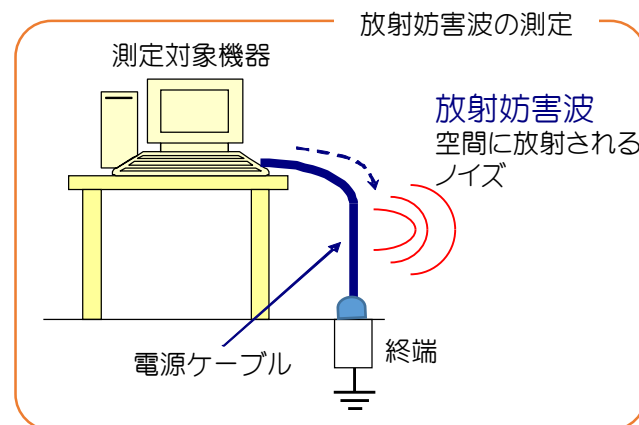 放射妨害波の測定
測定対象機器
放射妨害波
空間に放射される
ノイズ
電源ケーブル
終端